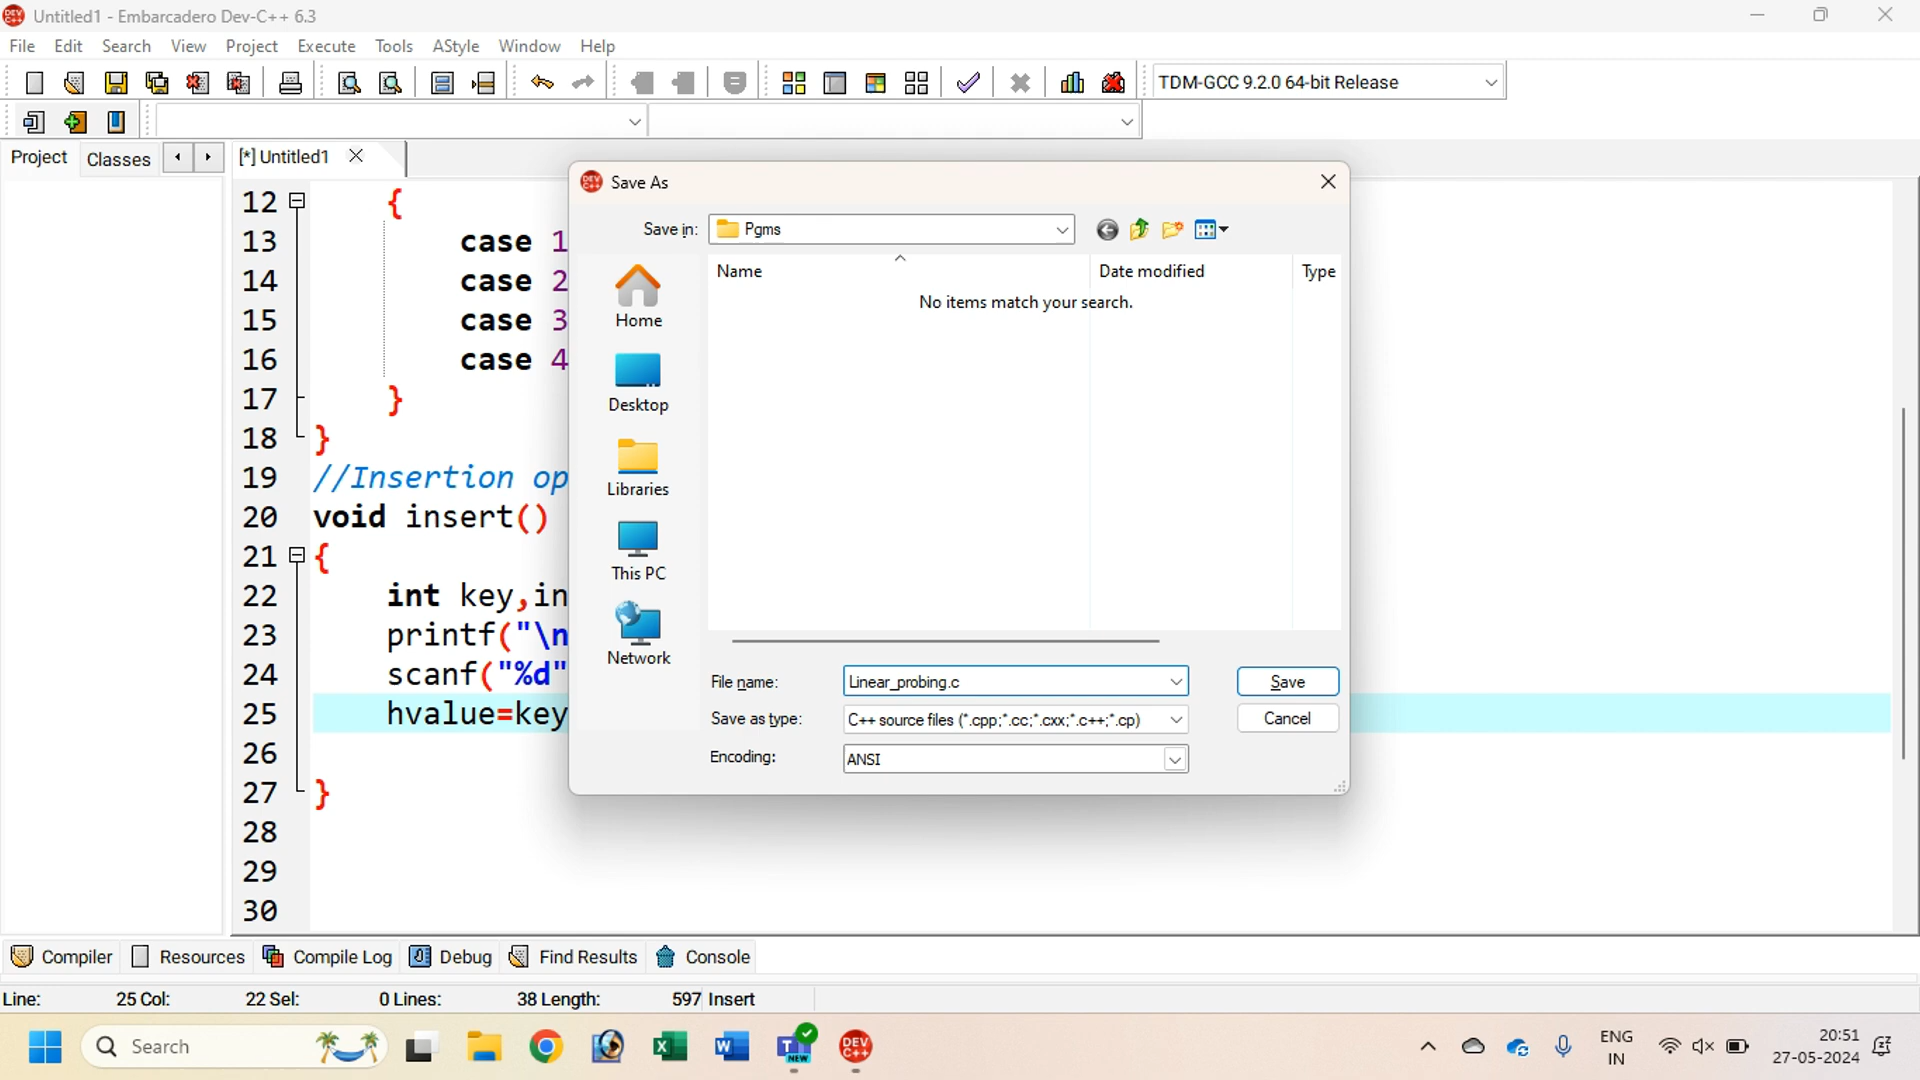 Untitled1 - Embarcadero Dev-C++ 6.3
File Edit Search View Project Execute Tools AStyle Window Help
TDM-GCC 9.2.0 64-bit Release
Project Classes [*] Untitled1
12 {
13 case 1
14 case 2
15 case 3
16 case 4
17 }
18 }
19 //Insertion op
20 void insert()
21 {
22 int key,in
23 printf("\n
24 scanf("%d"
25 hvalue=key
26
27 }
28
29
30
Save As
Save in: Pgms
Name Date modified Type
No items match your search.
Home
Desktop
Libraries
This PC
Network
File name: Linear_probing.c Save
Save as type: C++ source files (*.cpp;*.cc;*.cxx;*.c++;*.cp) Cancel
Encoding: ANSI
Compiler Resources Compile Log Debug Find Results Console
Line: 25 Col: 22 Sel: 0 Lines: 38 Length: 597 Insert
Search
ENG
IN
20:51
27-05-2024
DEV
C++
T
NEW
X
W